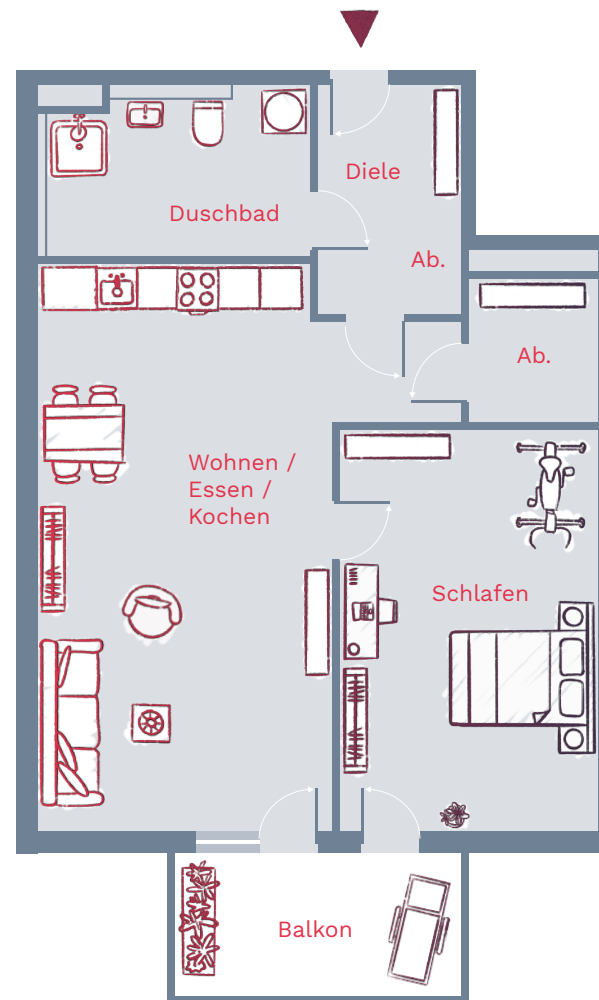 Diele
Duschbad
Ab.
Ab.
Wohnen /
Essen /
Kochen
Schlafen
Balkon